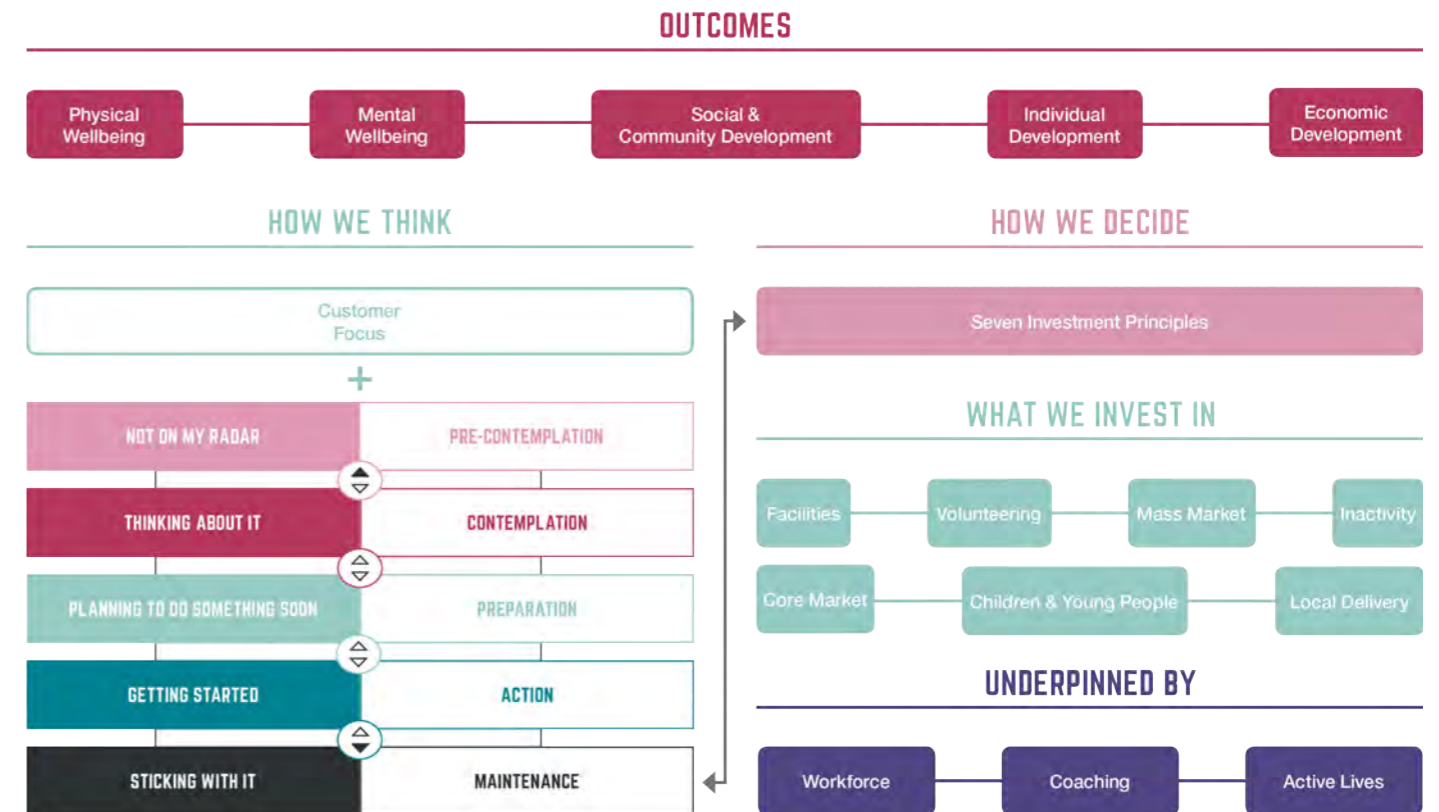 OUTCOMES
Physical
Wellbeing
Mental
Wellbeing
Social &
Community Development
Individual
Development
Economic
Development
HOW WE THINK
Customer
Focus
+
NOT ON MY RADAR
PRE-CONTEMPLATION
THINKING ABOUT IT
CONTEMPLATION
PLANNING TO DO SOMETHING SOON
PREPARATION
GETTING STARTED
ACTION
STICKING WITH IT
MAINTENANCE
HOW WE DECIDE
Seven Investment Principles
WHAT WE INVEST IN
Facilities
Volunteering
Mass Market
Inactivity
Core Market
Children & Young People
Local Delivery
UNDERPINNED BY
Workforce
Coaching
Active Lives